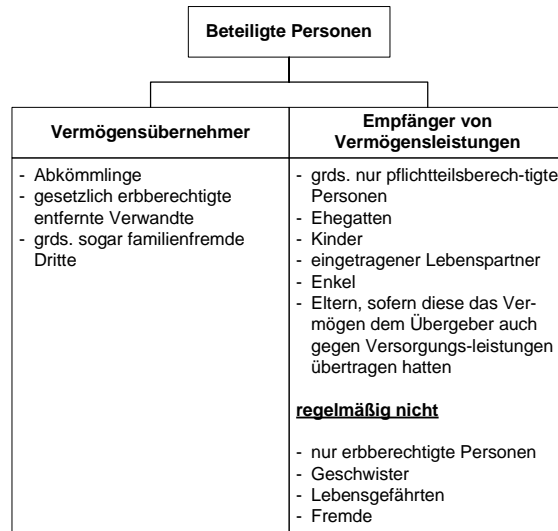 Beteiligte Personen
Vermögensübernehmer
- Abkömmlinge
- gesetzlich erbberechtigte
entfernte Verwandte
- grds. sogar familienfremde
Dritte
Empfänger von
Vermögensleistungen
- grds. nur pflichtteilsberech-tigte
Personen
- Ehegatten
- Kinder
- eingetragener Lebenspartner
- Enkel
- Eltern, sofern diese das Ver-
mögen dem Übergeber auch
gegen Versorgungs-leistungen
übertragen hatten
regelmäßig nicht
- nur erbberechtigte Personen
- Geschwister
- Lebensgefährten
- Fremde